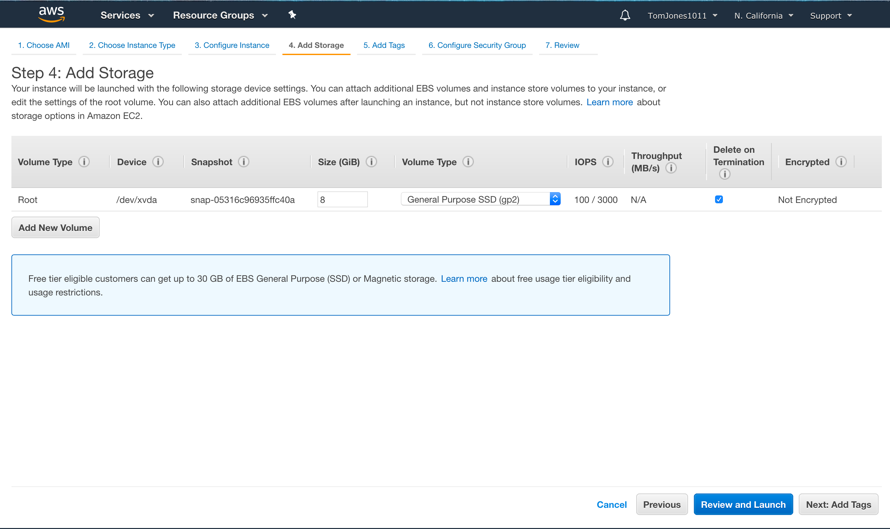 aws
Services Resource Groups TomJones1011 N. California Support
1. Choose AMI 2. Choose Instance Type 3. Configure Instance 4. Add Storage 5. Add Tags 6. Configure Security Group 7. Review
Step 4: Add Storage
Your instance will be launched with the following storage device settings. You can attach additional EBS volumes and instance store volumes to your instance, or
edit the settings of the root volume. You can also attach additional EBS volumes after launching an instance, but not instance store volumes. Learn more about
storage options in Amazon EC2.
Volume Type i Device i Snapshot i Size (GiB) i Volume Type i IOPS i Throughput (MB/s) i Delete on Termination i Encrypted i
Root /dev/xvda snap-05316c96935ffc40a 8 General Purpose SSD (gp2) 100 / 3000 N/A Not Encrypted
Add New Volume
Free tier eligible customers can get up to 30 GB of EBS General Purpose (SSD) or Magnetic storage. Learn more about free usage tier eligibility and
usage restrictions.
Cancel Previous Review and Launch Next: Add Tags